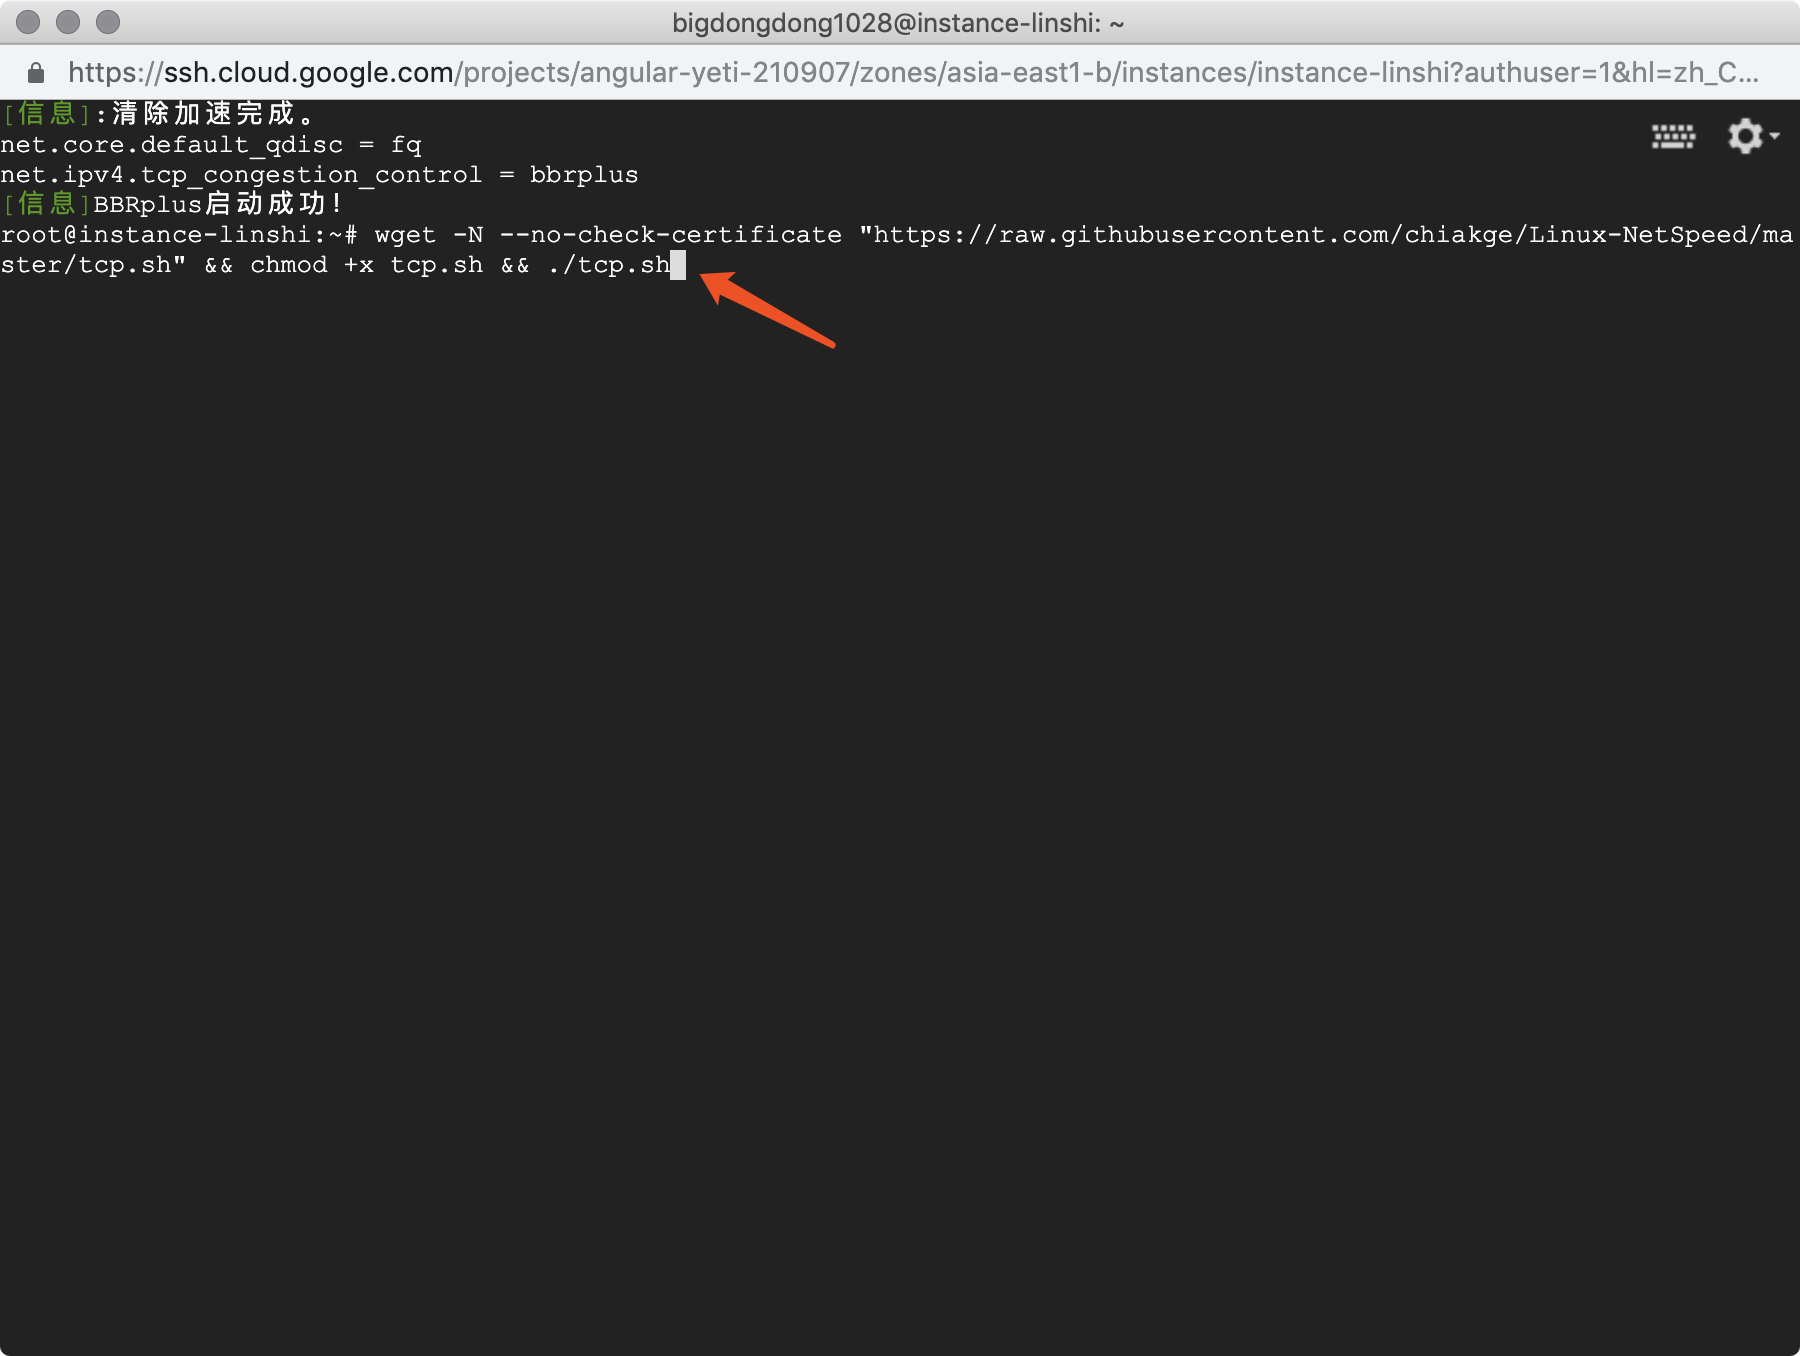 bigdongdong1028@instance-linshi: ~
https://ssh.cloud.google.com/projects/angular-yeti-210907/zones/asia-east1-b/instances/instance-linshi?authuser=1&hl=zh_C...
[信息]:清除加速完成。
net.core.default_qdisc = fq
net.ipv4.tcp_congestion_control = bbrplus
[信息]BBRplus启动成功！
root@instance-linshi:~# wget -N --no-check-certificate "https://raw.githubusercontent.com/chiakge/Linux-NetSpeed/ma
ster/tcp.sh" && chmod +x tcp.sh && ./tcp.sh